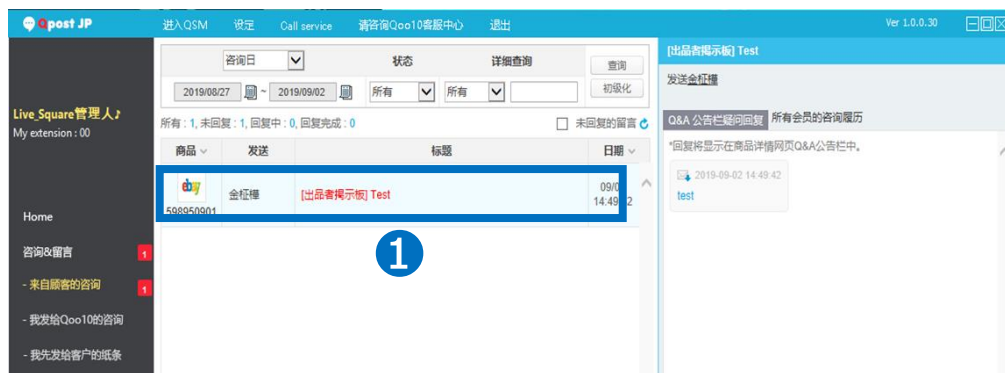 Qpost JP 进入QSM 设定 Call service 请咨询Qoo10客服中心 退出 Ver 1.0.0.30
Live_Square管理人♪
My extension : 00
Home
咨询&留言 1
- 来自顾客的咨询 1
- 我发给Qoo10的咨询
- 我先发给客户的纸条
咨询日 状态 详细查询 查询
2019/08/27 ~ 2019/09/02 所有 所有 初级化
所有 : 1, 未回复 : 1, 回复中 : 0, 回复完成 : 0 未回复的留言
商品 发送 标题 日期
ebay
598950901
金柾樺
[出品者揭示板] Test
09/0
14:49 2
1
[出品者揭示板] Test
发送金柾樺
Q&A 公告栏疑问回复 所有会员的咨询履历
*回复将显示在商品详情网页Q&A公告栏中。
2019-09-02 14:49:42
test